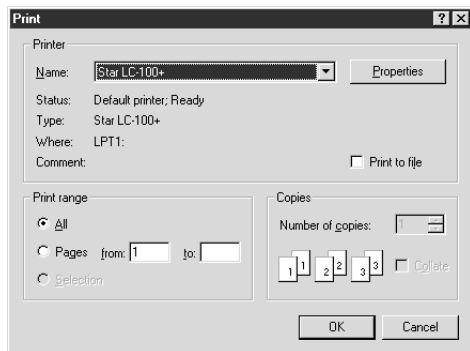 Print
Printer
Name: Star LC-100+ Properties
Status: Default printer; Ready
Type: Star LC-100+
Where: LPT1:
Comment: Print to file
Print range
All
Pages from: 1 to:
Selection
Copies
Number of copies: 1
1 1 2 2 3 3 Collate
OK Cancel